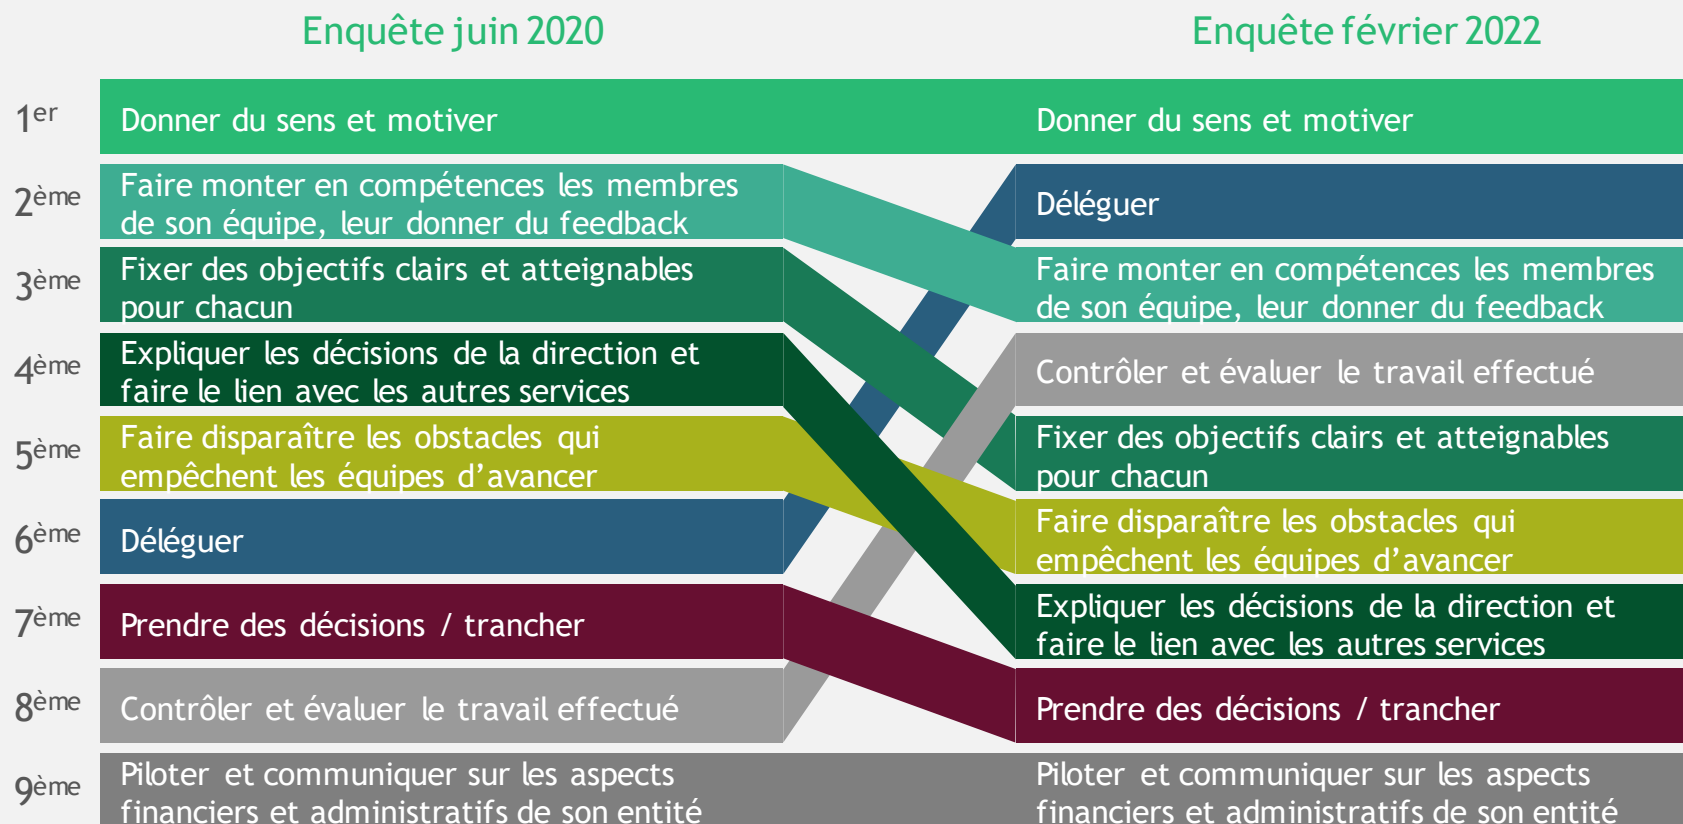 Enquête juin 2020
Enquête février 2022
1er
Donner du sens et motiver
Donner du sens et motiver
2ème
Faire monter en compétences les membres
de son équipe, leur donner du feedback
Déléguer
3ème
Fixer des objectifs clairs et atteignables
pour chacun
Faire monter en compétences les membres
de son équipe, leur donner du feedback
4ème
Expliquer les décisions de la direction et
faire le lien avec les autres services
Contrôler et évaluer le travail effectué
5ème
Faire disparaître les obstacles qui
empêchent les équipes d’avancer
Fixer des objectifs clairs et atteignables
pour chacun
6ème
Déléguer
Faire disparaître les obstacles qui
empêchent les équipes d’avancer
7ème
Prendre des décisions / trancher
Expliquer les décisions de la direction et
faire le lien avec les autres services
8ème
Contrôler et évaluer le travail effectué
Prendre des décisions / trancher
9ème
Piloter et communiquer sur les aspects
financiers et administratifs de son entité
Piloter et communiquer sur les aspects
financiers et administratifs de son entité